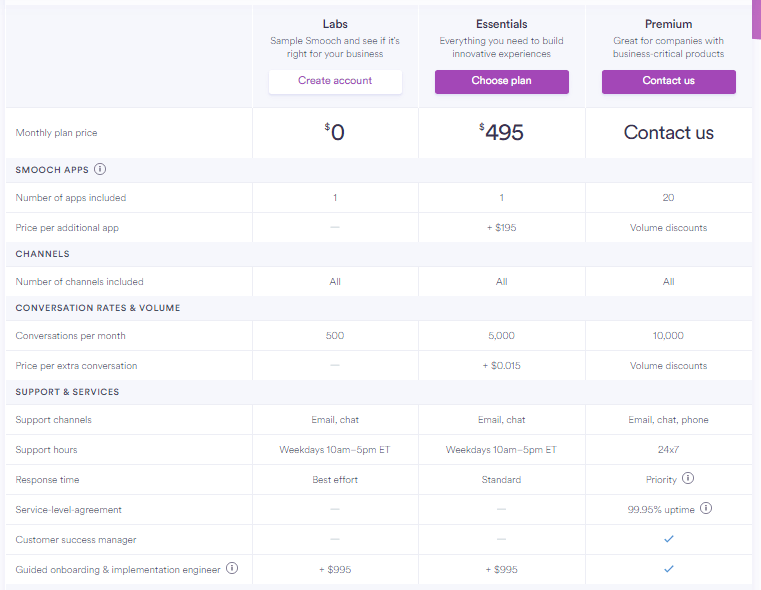 Labs
Essentials
Premium
Sample Smooch and see if it's
right for your business
Everything you need to build
innovative experiences
Great for companies with
business-critical products
Create account
Choose plan
Contact us
Monthly plan price
$0
$495
Contact us
SMOOCH APPS
Number of apps included 1 1 20
Price per additional app — + $195 Volume discounts
CHANNELS
Number of channels included All All All
CONVERSATION RATES & VOLUME
Conversations per month 500 5,000 10,000
Price per extra conversation — + $0.015 Volume discounts
SUPPORT & SERVICES
Support channels Email, chat Email, chat Email, chat, phone
Support hours Weekdays 10am–5pm ET Weekdays 10am–5pm ET 24x7
Response time Best effort Standard Priority
Service-level-agreement — — 99.95% uptime
Customer success manager — — ✓
Guided onboarding & implementation engineer + $995 + $995 ✓